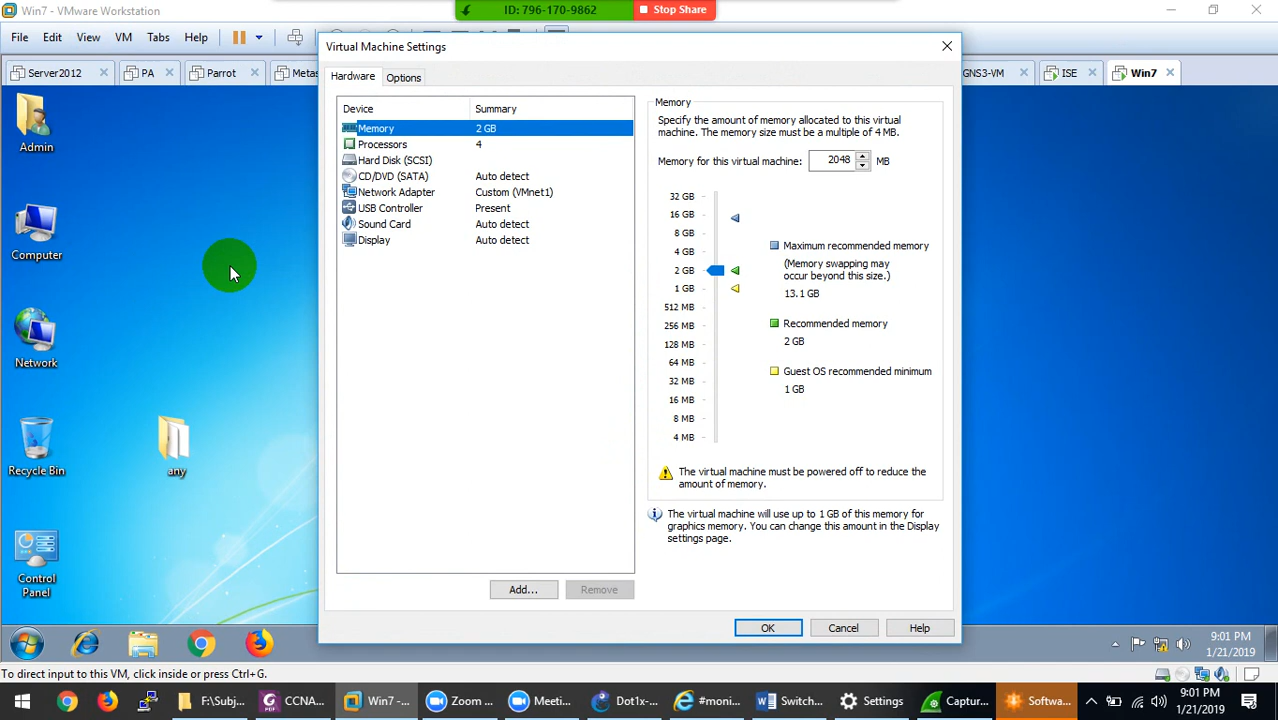 Win7 - VMware Workstation
ID: 796-170-9862
Stop Share
File Edit View VM Tabs Help
Server2012
PA
Parrot
Metas
GNS3-VM
ISE
Win7
Virtual Machine Settings
Hardware
Options
Device Summary
Memory 2 GB
Processors 4
Hard Disk (SCSI)
CD/DVD (SATA) Auto detect
Network Adapter Custom (VMnet1)
USB Controller Present
Sound Card Auto detect
Display Auto detect
Add...
Remove
Memory
Specify the amount of memory allocated to this virtual
machine. The memory size must be a multiple of 4 MB.
Memory for this virtual machine: 2048 MB
32 GB
16 GB
8 GB
4 GB
2 GB
1 GB
512 MB
256 MB
128 MB
64 MB
32 MB
16 MB
8 MB
4 MB
Maximum recommended memory
(Memory swapping may
occur beyond this size.)
13.1 GB
Recommended memory
2 GB
Guest OS recommended minimum
1 GB
The virtual machine must be powered off to reduce the
amount of memory.
The virtual machine will use up to 1 GB of this memory for
graphics memory. You can change this amount in the Display
settings page.
OK
Cancel
Help
Admin
Computer
Network
Recycle Bin
any
Control
Panel
9:01 PM
1/21/2019
To direct input to this VM, click inside or press Ctrl+G.
F:\Subj...
CCNA...
Win7 -...
Zoom ...
Meeti...
Dot1x-...
#moni...
Switch...
Settings
Captur...
Softwa...
9:01 PM
1/21/2019